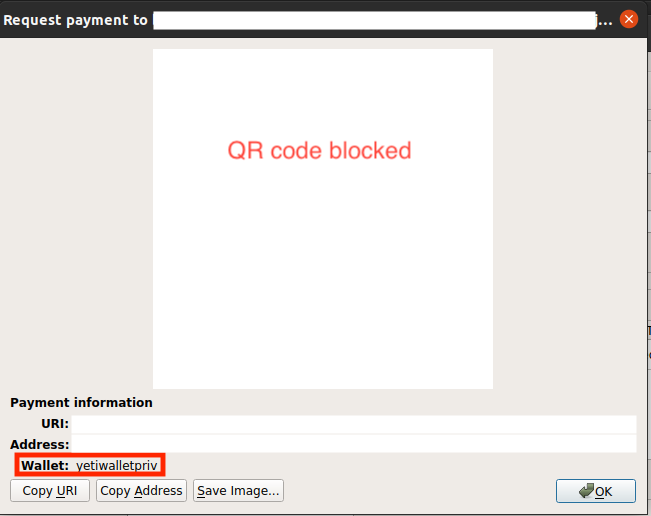 Request payment to j...
QR code blocked
Payment information
URI:
Address:
Wallet: yetiwalletpriv
Copy URI
Copy Address
Save Image...
OK